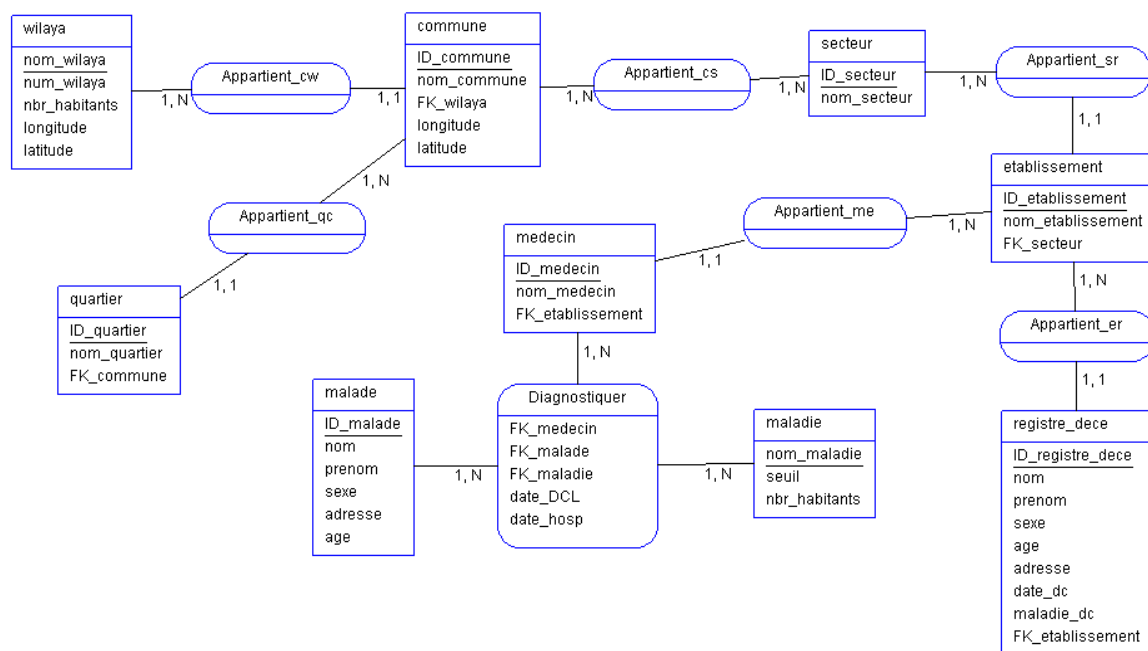 wilaya
nom_wilaya
num_wilaya
nbr_habitants
longitude
latitude
1, N
Appartient_cw
1, 1
commune
ID_commune
nom_commune
FK_wilaya
longitude
latitude
1, N
Appartient_cs
1, N
secteur
ID_secteur
nom_secteur
1, N
Appartient_sr
1, 1
etablissement
ID_etablissement
nom_etablissement
FK_secteur
1, N
Appartient_qc
1, 1
quartier
ID_quartier
nom_quartier
FK_commune
Appartient_me
1, N
1, 1
medecin
ID_medecin
nom_medecin
FK_etablissement
1, N
1, N
Appartient_er
1, 1
malade
ID_malade
nom
prenom
sexe
adresse
age
1, N
Diagnostiquer
FK_medecin
FK_malade
FK_maladie
date_DCL
date_hosp
1, N
maladie
nom_maladie
seuil
nbr_habitants
registre_dece
ID_registre_dece
nom
prenom
sexe
age
adresse
date_dc
maladie_dc
FK_etablissement